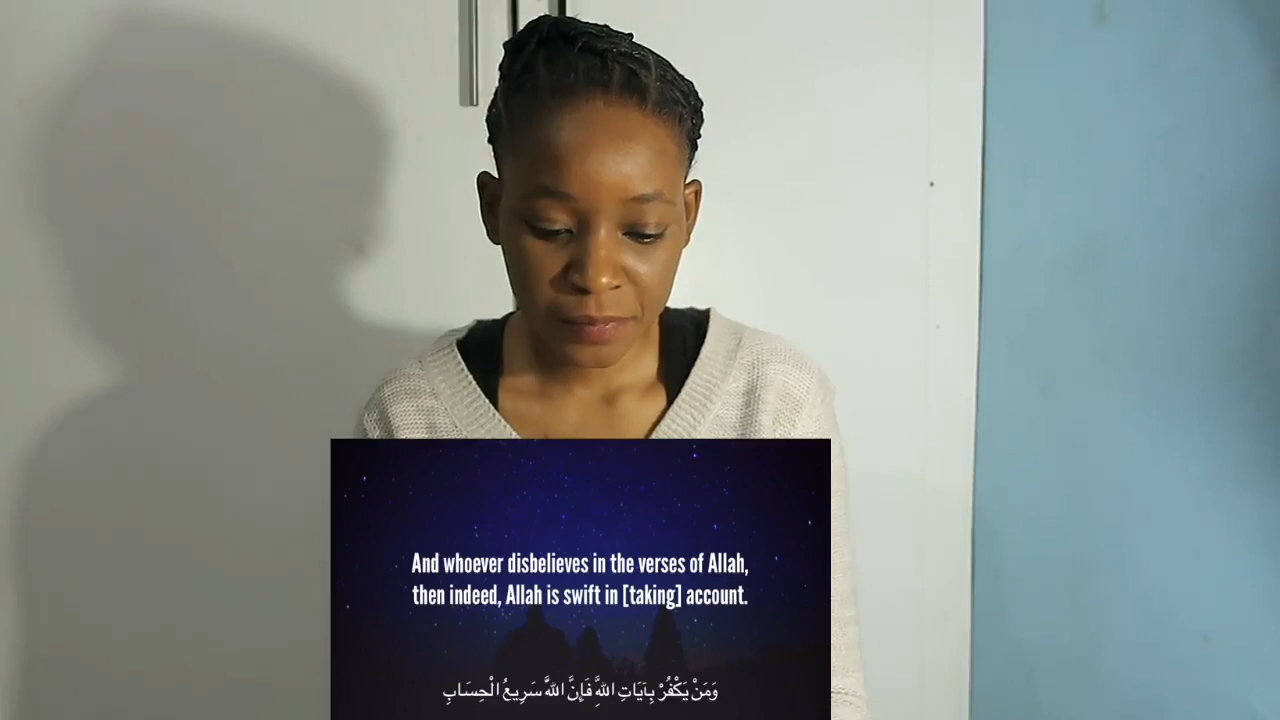 And whoever disbelieves in the verses of Allah,
then indeed, Allah is swift in [taking] account.
وَمَنْ يَكْفُرْ بِآيَاتِ اللَّهِ فَإِنَّ اللَّهَ سَرِيعُ الْحِسَابِ